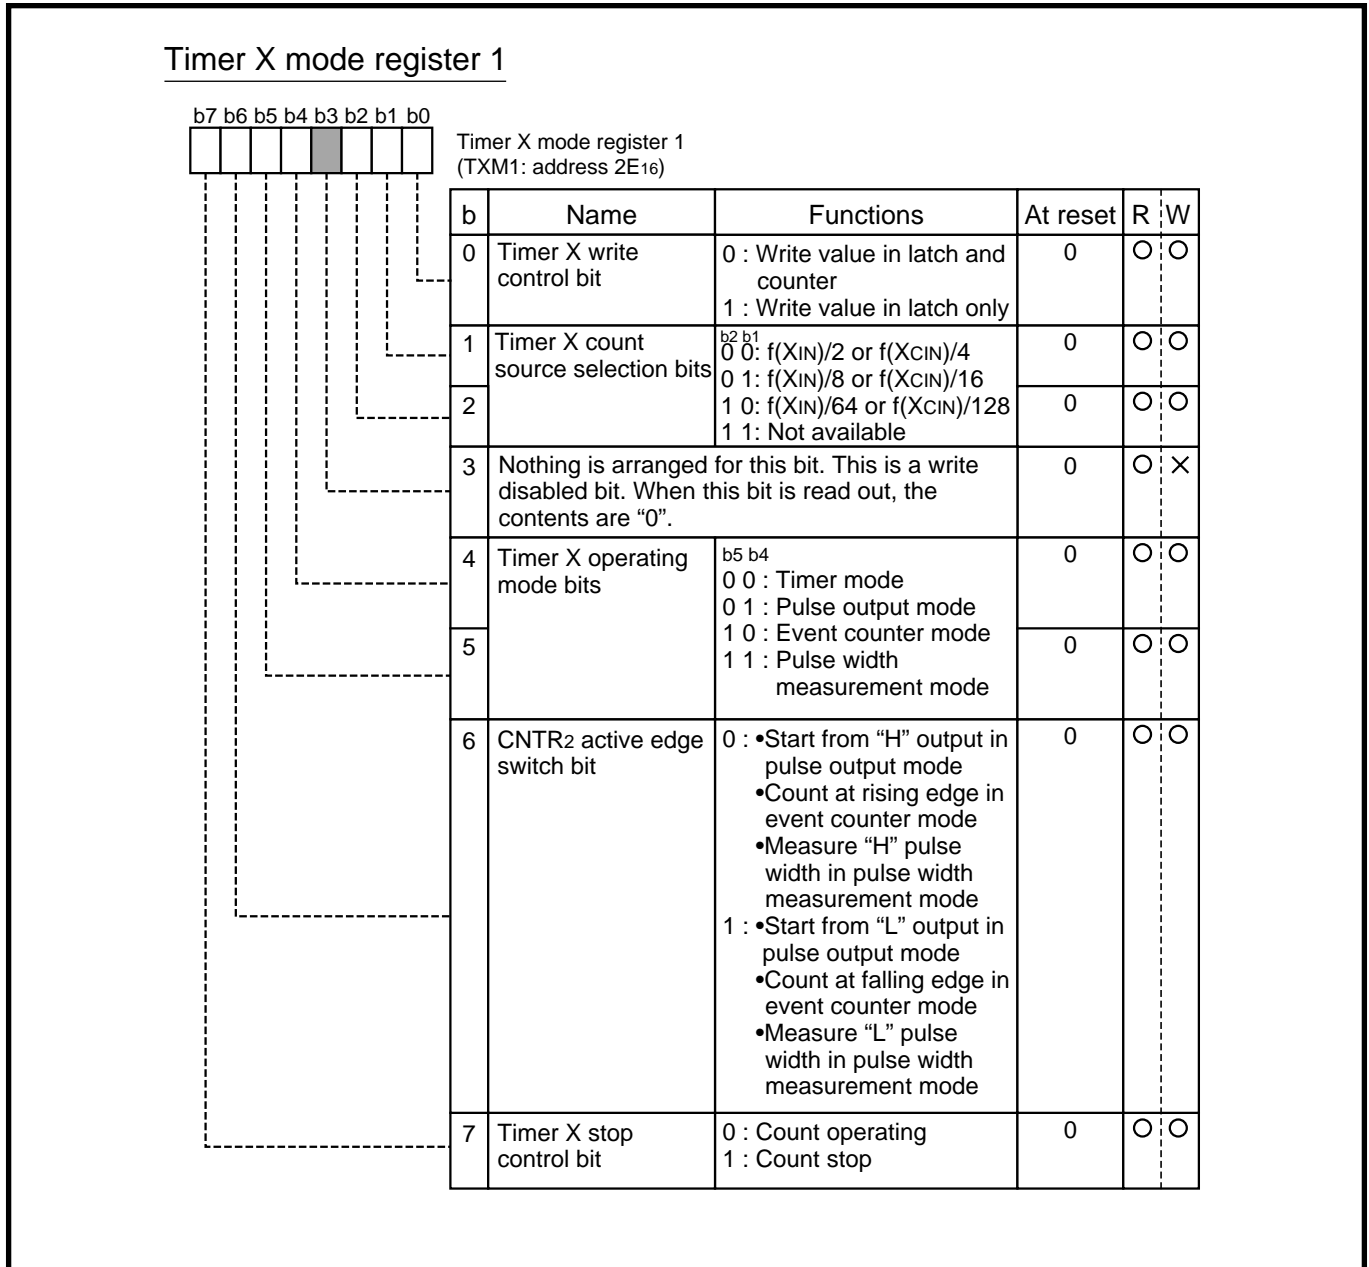 Timer X mode register 1
b7 b6 b5 b4 b3 b2 b1 b0
Timer X mode register 1
(TXM1: address 2E16)
b Name Functions At reset R W
0 Timer X write control bit
0 : Write value in latch and
counter
1 : Write value in latch only
0 ○ ○
1 Timer X count
source selection bits
b2 b1
0 0: f(XIN)/2 or f(XCIN)/4
0 1: f(XIN)/8 or f(XCIN)/16
1 0: f(XIN)/64 or f(XCIN)/128
1 1: Not available
0 ○ ○
2
0 ○ ○
3 Nothing is arranged for this bit. This is a write
disabled bit. When this bit is read out, the
contents are “0”.
0 ○ ×
4 Timer X operating
mode bits
b5 b4
0 0 : Timer mode
0 1 : Pulse output mode
1 0 : Event counter mode
1 1 : Pulse width
measurement mode
0 ○ ○
5
0 ○ ○
6 CNTR2 active edge
switch bit
0 : •Start from “H” output in
pulse output mode
•Count at rising edge in
event counter mode
•Measure “H” pulse
width in pulse width
measurement mode
1 : •Start from “L” output in
pulse output mode
•Count at falling edge in
event counter mode
•Measure “L” pulse
width in pulse width
measurement mode
0 ○ ○
7 Timer X stop
control bit
0 : Count operating
1 : Count stop
0 ○ ○